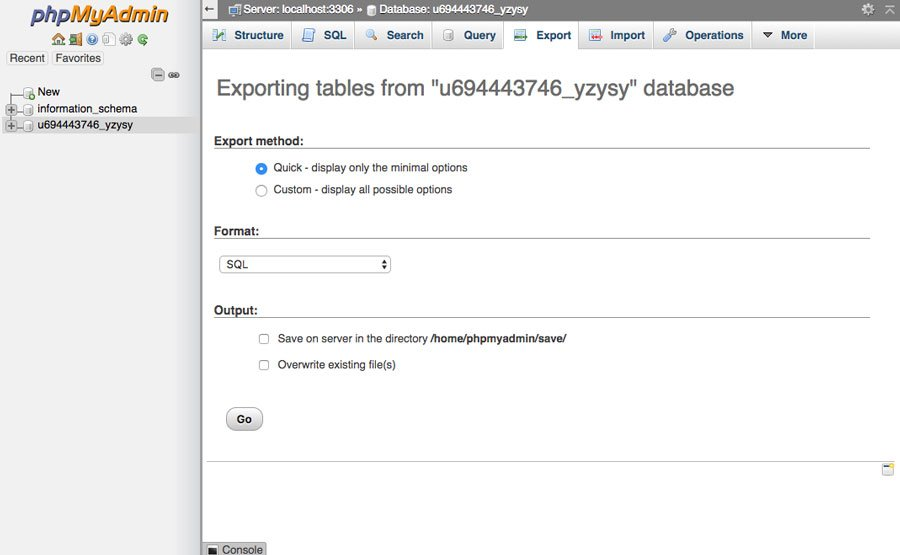 phpMyAdmin
Recent Favorites
New
information_schema
u694443746_yzysy
Server: localhost:3306 » Database: u694443746_yzysy
Structure SQL Search Query Export Import Operations More
Exporting tables from "u694443746_yzysy" database
Export method:
Quick - display only the minimal options
Custom - display all possible options
Format:
SQL
Output:
Save on server in the directory /home/phpmyadmin/save/
Overwrite existing file(s)
Go
Console